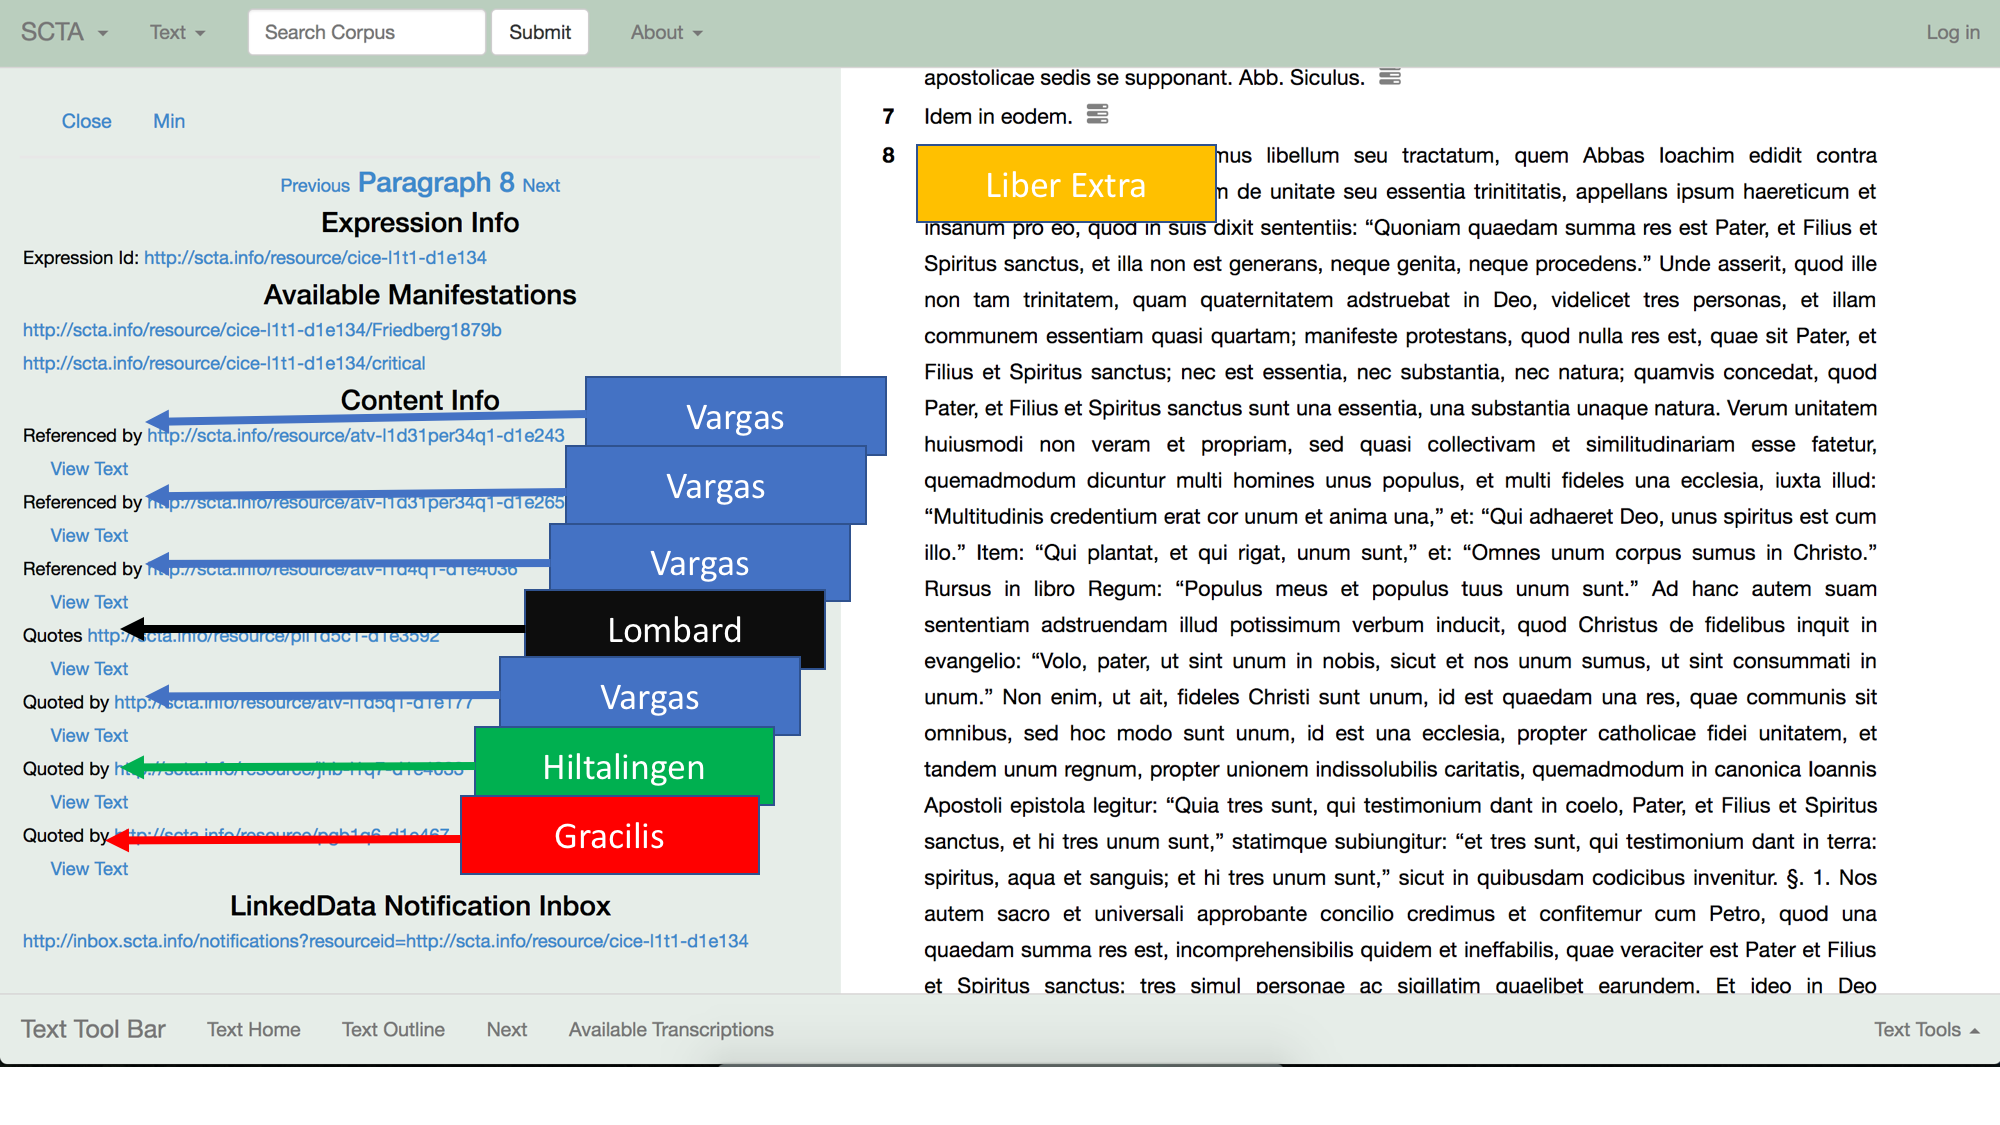 SCTA Text Search Corpus Submit About Log in
Close Min
Previous Paragraph 8 Next
Expression Info
Expression Id: http://scta.info/resource/cice-l1t1-d1e134
Available Manifestations
http://scta.info/resource/cice-l1t1-d1e134/Friedberg1879b
http://scta.info/resource/cice-l1t1-d1e134/critical
Content Info
Vargas
Referenced by http://scta.info/resource/atv-l1d31per34q1-d1e243
View Text
Vargas
Referenced by http://scta.info/resource/atv-l1d31per34q1-d1e265
View Text
Vargas
Referenced by http://scta.info/resource/atv-l1d4q1-d1e4036
View Text
Lombard
Quotes http://scta.info/resource/pll1d5c1-d1e3592
View Text
Vargas
Quoted by http://scta.info/resource/atv-l1d5q1-d1e177
View Text
Hiltalingen
Quoted by
View Text
Gracilis
Quoted by http://scta.info/resource/pgb1q6-d1e467
View Text
LinkedData Notification Inbox
http://inbox.scta.info/notifications?resourceid=http://scta.info/resource/cice-l1t1-d1e134
apostolicae sedis se supponant. Abb. Siculus.
7 Idem in eodem.
8 mus libellum seu tractatum, quem Abbas Ioachim edidit contra
Liber Extra
de unitate seu essentia trinititatis, appellans ipsum haereticum et
insanum pro eo, quod in suis dixit sententiis: “Quoniam quaedam summa res est Pater, et Filius et
Spiritus sanctus, et illa non est generans, neque genita, neque procedens.” Unde asserit, quod ille
non tam trinitatem, quam quaternitatem adstruebat in Deo, videlicet tres personas, et illam
communem essentiam quasi quartam; manifeste protestans, quod nulla res est, quae sit Pater, et
Filius et Spiritus sanctus; nec est essentia, nec substantia, nec natura; quamvis concedat, quod
Pater, et Filius et Spiritus sanctus sunt una essentia, una substantia unaque natura. Verum unitatem
huiusmodi non veram et propriam, sed quasi collectivam et similitudinariam esse fatetur,
quemadmodum dicuntur multi homines unus populus, et multi fideles una ecclesia, iuxta illud:
“Multitudinis credentium erat cor unum et anima una,” et: “Qui adhaeret Deo, unus spiritus est cum
illo.” Item: “Qui plantat, et qui rigat, unum sunt,” et: “Omnes unum corpus sumus in Christo.”
Rursus in libro Regum: “Populus meus et populus tuus unum sunt.” Ad hanc autem suam
sententiam adstruendam illud potissimum verbum inducit, quod Christus de fidelibus inquit in
evangelio: “Volo, pater, ut sint unum in nobis, sicut et nos unum sumus, ut sint consummati in
unum.” Non enim, ut ait, fideles Christi sunt unum, id est quaedam una res, quae communis sit
omnibus, sed hoc modo sunt unum, id est una ecclesia, propter catholicae fidei unitatem, et
tandem unum regnum, propter unionem indissolubilis caritatis, quemadmodum in canonica Ioannis
Apostoli epistola legitur: “Quia tres sunt, qui testimonium dant in coelo, Pater, et Filius et Spiritus
sanctus, et hi tres unum sunt,” statimque subiungitur: “et tres sunt, qui testimonium dant in terra:
spiritus, aqua et sanguis; et hi tres unum sunt,” sicut in quibusdam codicibus invenitur. §. 1. Nos
autem sacro et universali approbante concilio credimus et confitemur cum Petro, quod una
quaedam summa res est, incomprehensibilis quidem et ineffabilis, quae veraciter est Pater et Filius
et Spiritus sanctus; tres simul personae ac sigillatim quaelibet earundem. Et ideo in Deo
Text Tool Bar Text Home Text Outline Next Available Transcriptions Text Tools